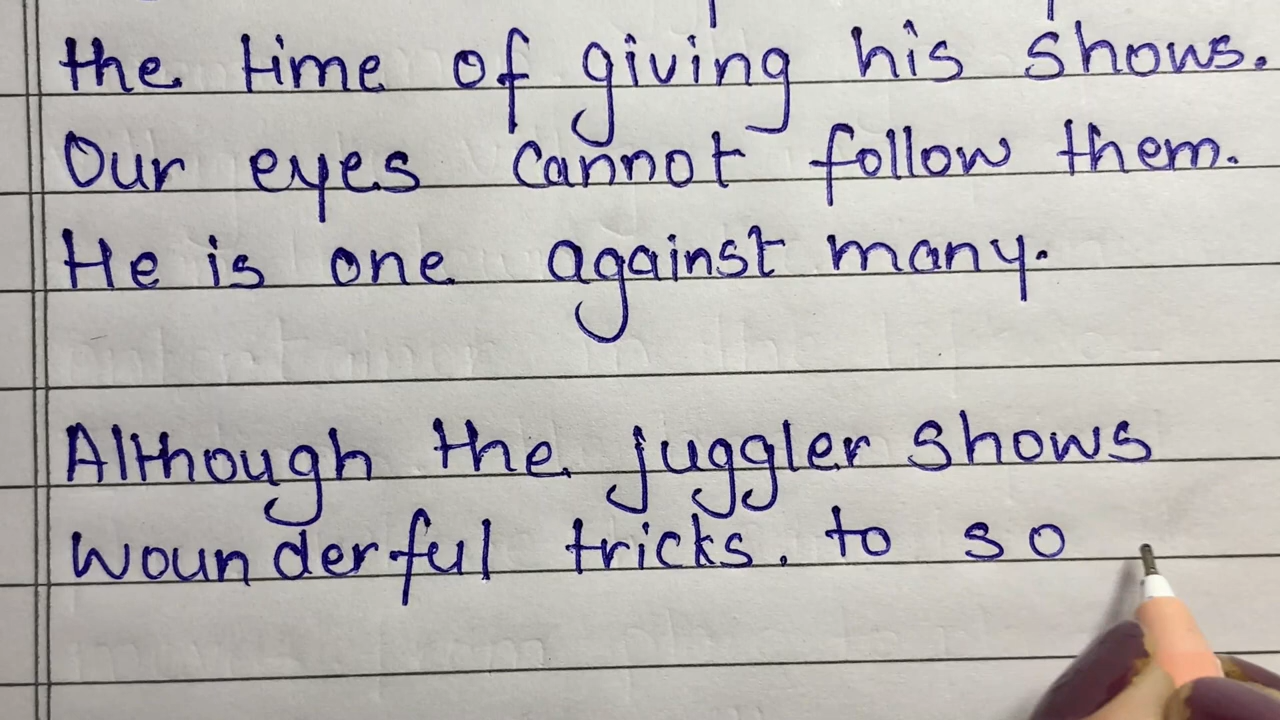 the time of giving his shows.
Our eyes cannot follow them.
He is one against many.
Although the juggler shows
wounderful tricks. to so